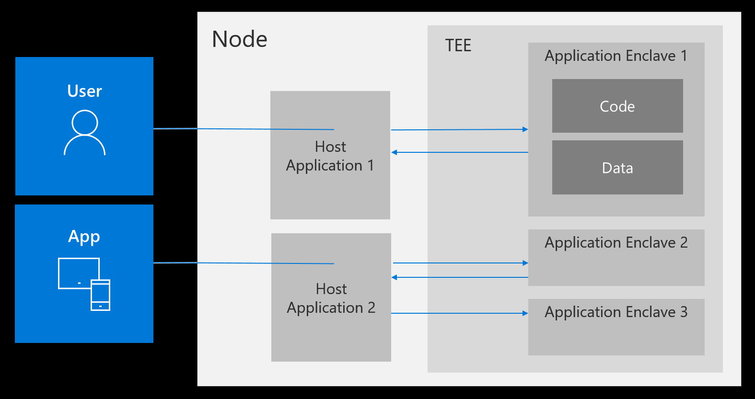 Node
TEE
Application Enclave 1
User
Code
Host
Application 1
Data
App
Application Enclave 2
Host
Application 2
Application Enclave 3